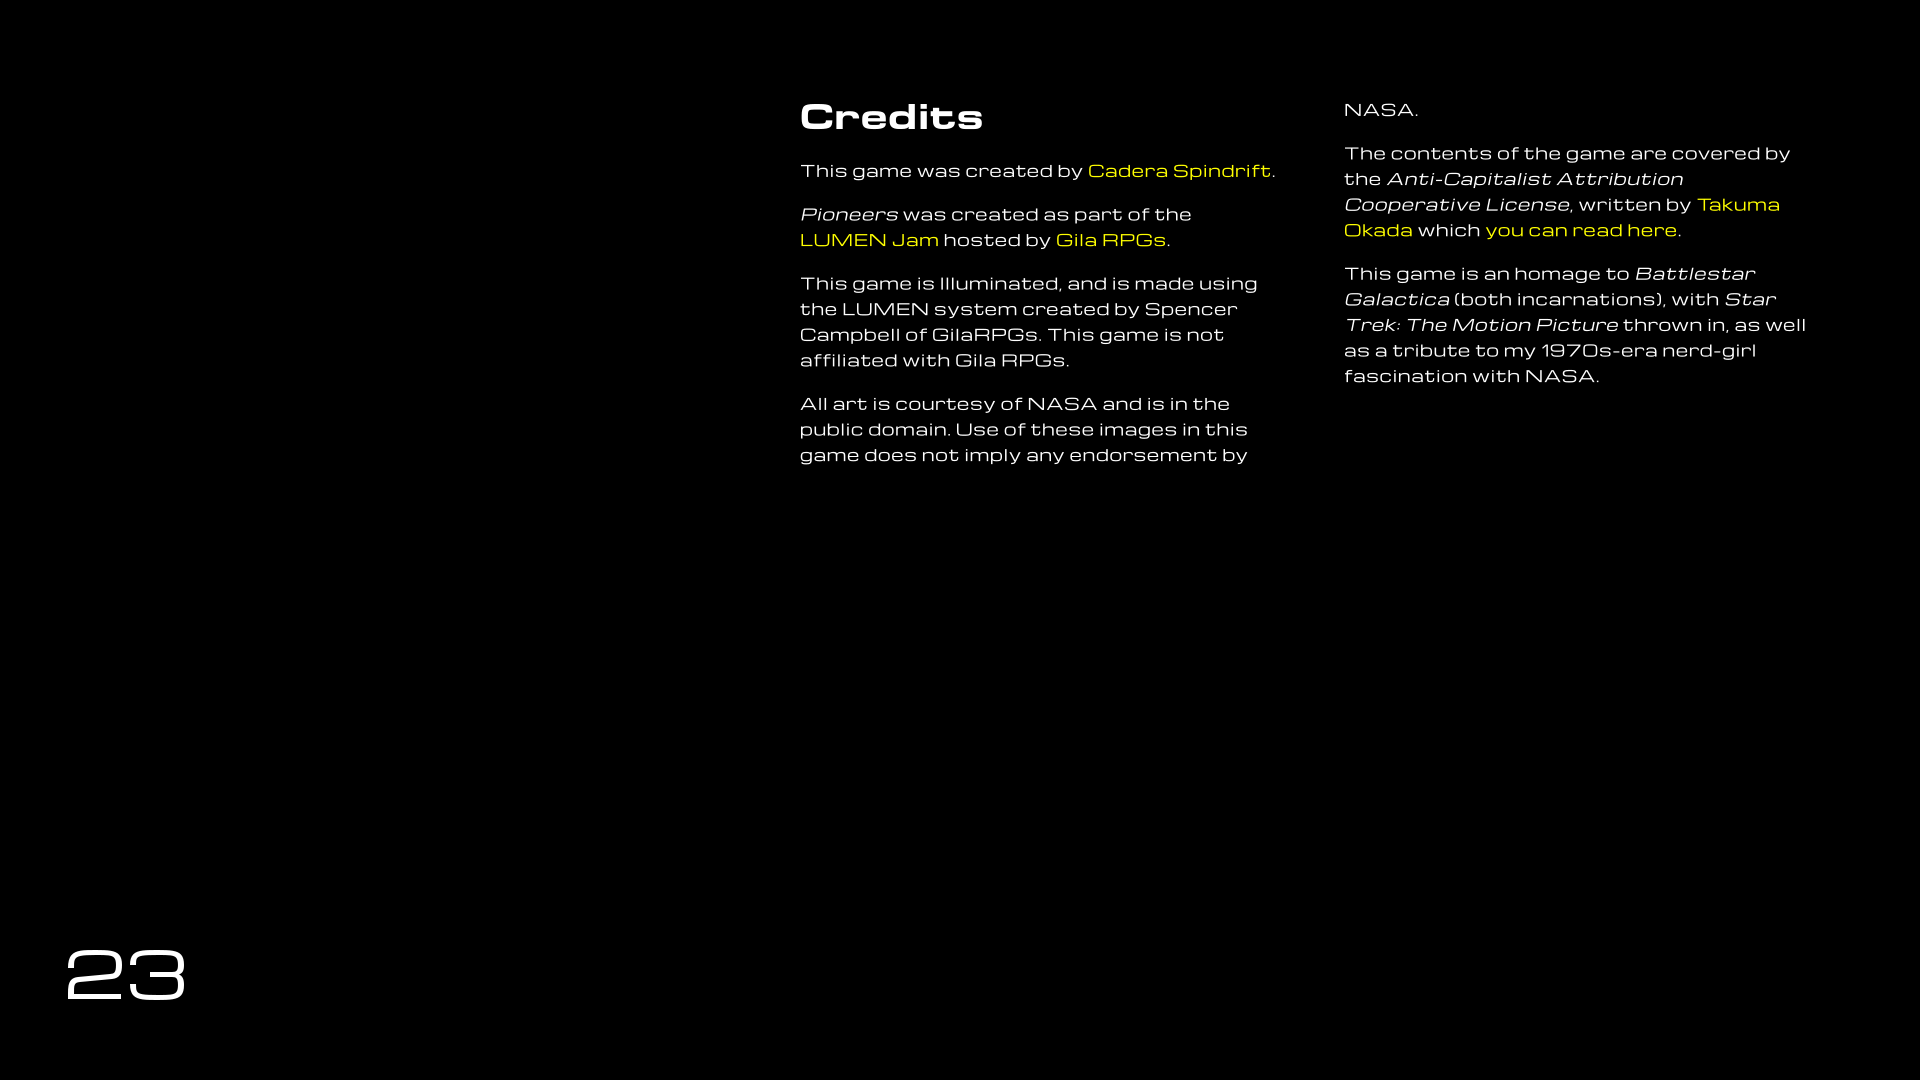 Credits
This game was created by Cadera Spindrift.
Pioneers was created as part of the
LUMEN Jam hosted by Gila RPGs.
This game is Illuminated, and is made using
the LUMEN system created by Spencer
Campbell of GilaRPGs. This game is not
affiliated with Gila RPGs.
All art is courtesy of NASA and is in the
public domain. Use of these images in this
game does not imply any endorsement by
NASA.
The contents of the game are covered by
the Anti-Capitalist Attribution
Cooperative License, written by Takuma
Okada which you can read here.
This game is an homage to Battlestar
Galactica (both incarnations), with Star
Trek: The Motion Picture thrown in, as well
as a tribute to my 1970s-era nerd-girl
fascination with NASA.
23